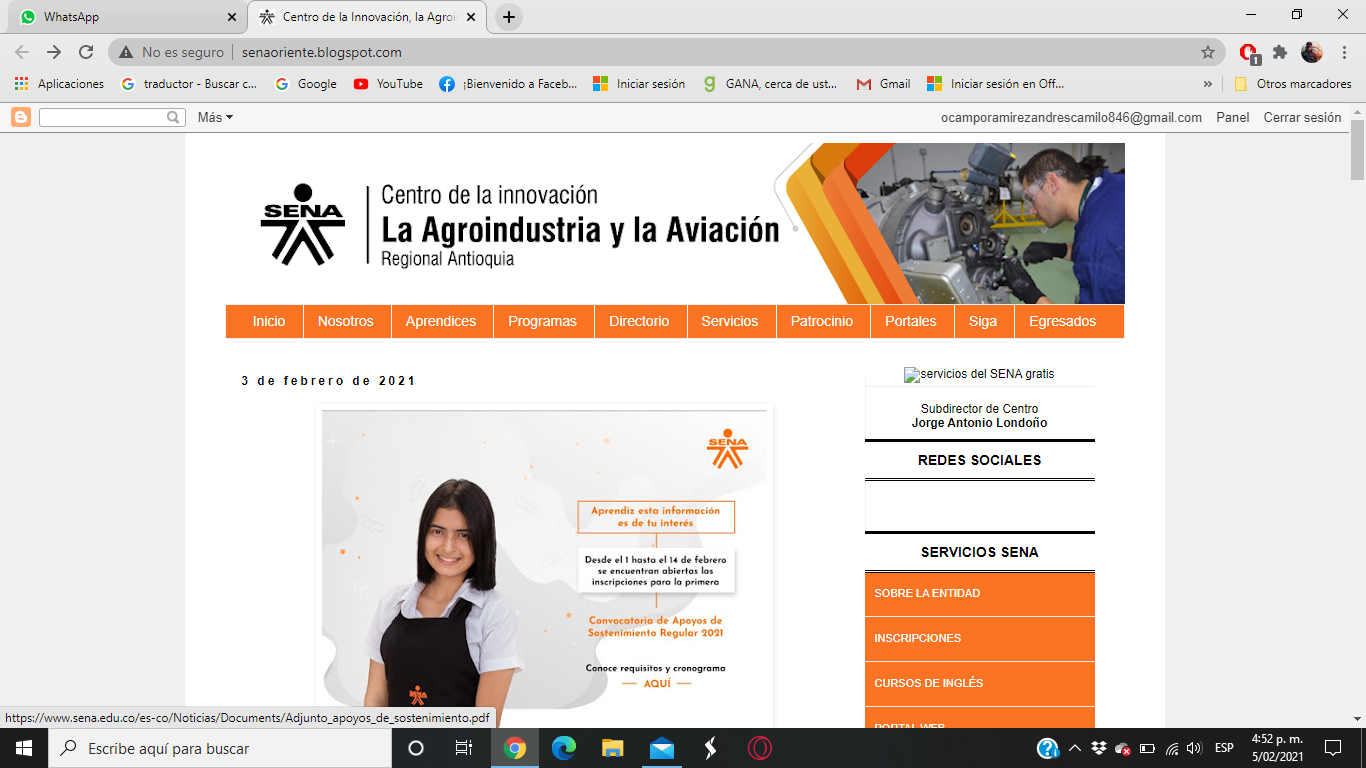 WhatsApp
Centro de la Innovación, la Agroin
No es seguro
senaoriente.blogspot.com
1
Aplicaciones
traductor - Buscar c...
Google
YouTube
¡Bienvenido a Faceb...
Iniciar sesión
GANA, cerca de ust...
Gmail
Iniciar sesión en Off...
»
Otros marcadores
Más
ocamporamirezandrescamilo846@gmail.com
Panel
Cerrar sesión
SENA
Centro de la innovación
La Agroindustria y la Aviación
Regional Antioquia
Inicio
Nosotros
Aprendices
Programas
Directorio
Servicios
Patrocinio
Portales
Siga
Egresados
3 de febrero de 2021
SENA
Aprendiz esta información
es de tu interés
Desde el 1 hasta el 14 de febrero
se encuentran abiertas las
inscripciones para la primera
Convocatoria de Apoyos de
Sostenimiento Regular 2021
Conoce requisitos y cronograma
AQUÍ
SENA
servicios del SENA gratis
Subdirector de Centro
Jorge Antonio Londoño
REDES SOCIALES
SERVICIOS SENA
SOBRE LA ENTIDAD
INSCRIPCIONES
CURSOS DE INGLÉS
PORTAL WEB
https://www.sena.edu.co/es-co/Noticias/Documents/Adjunto_apoyos_de_sostenimiento.pdf
Escribe aquí para buscar
ESP
4:52 p. m.
5/02/2021